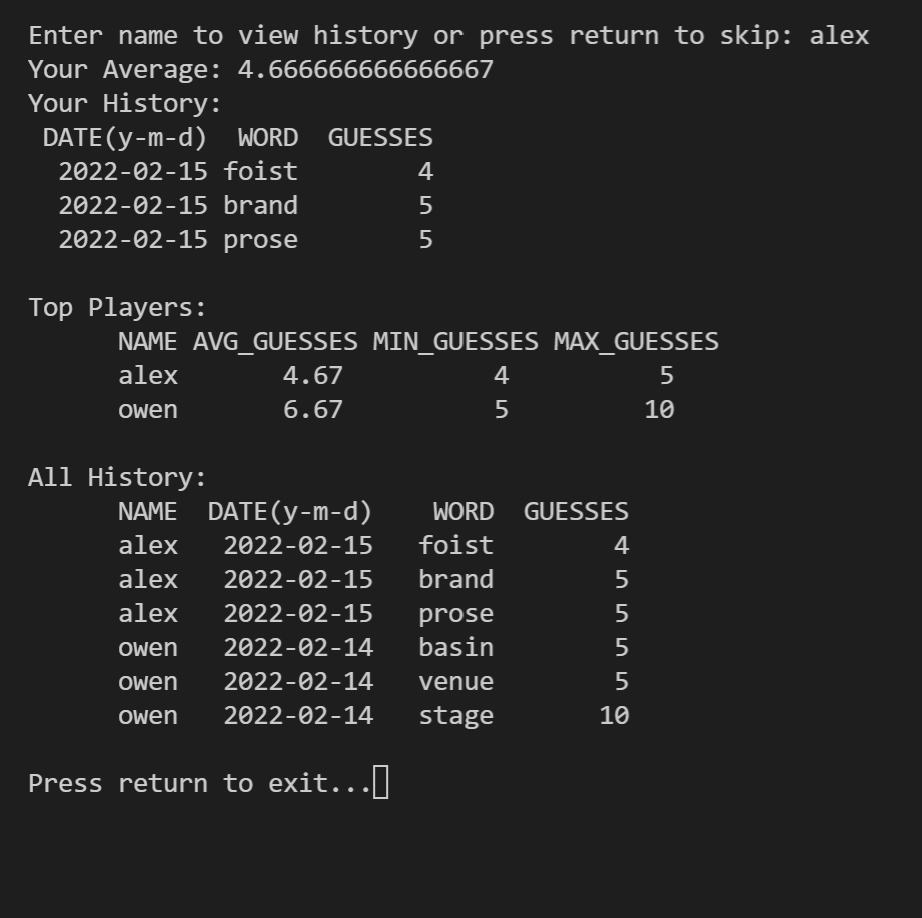 Enter name to view history or press return to skip: alex
Your Average: 4.666666666666667
Your History:
DATE(y-m-d) WORD GUESSES
2022-02-15 foist 4
2022-02-15 brand 5
2022-02-15 prose 5
Top Players:
NAME AVG_GUESSES MIN_GUESSES MAX_GUESSES
alex 4.67 4 5
owen 6.67 5 10
All History:
NAME DATE(y-m-d) WORD GUESSES
alex 2022-02-15 foist 4
alex 2022-02-15 brand 5
alex 2022-02-15 prose 5
owen 2022-02-14 basin 5
owen 2022-02-14 venue 5
owen 2022-02-14 stage 10
Press return to exit...